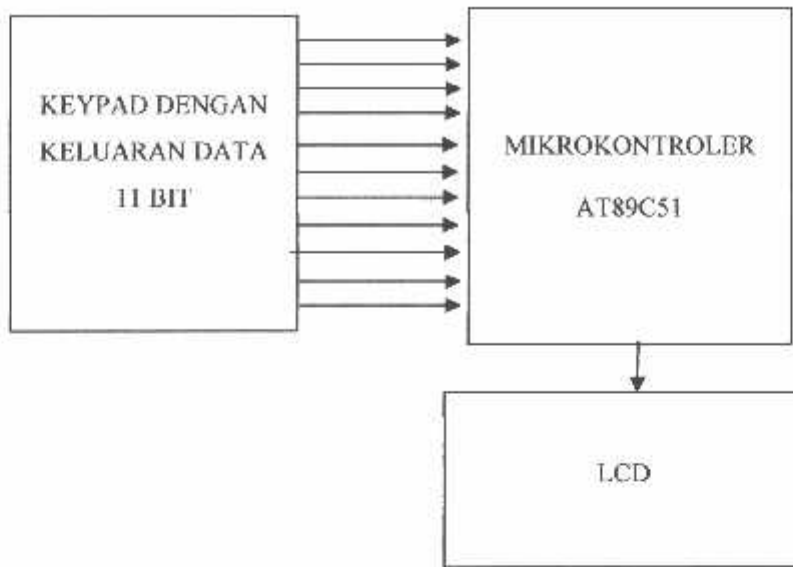 KEYPAD DENGAN
KELUARAN DATA
11 BIT
MIKROKONTROLER
AT89C51
LCD